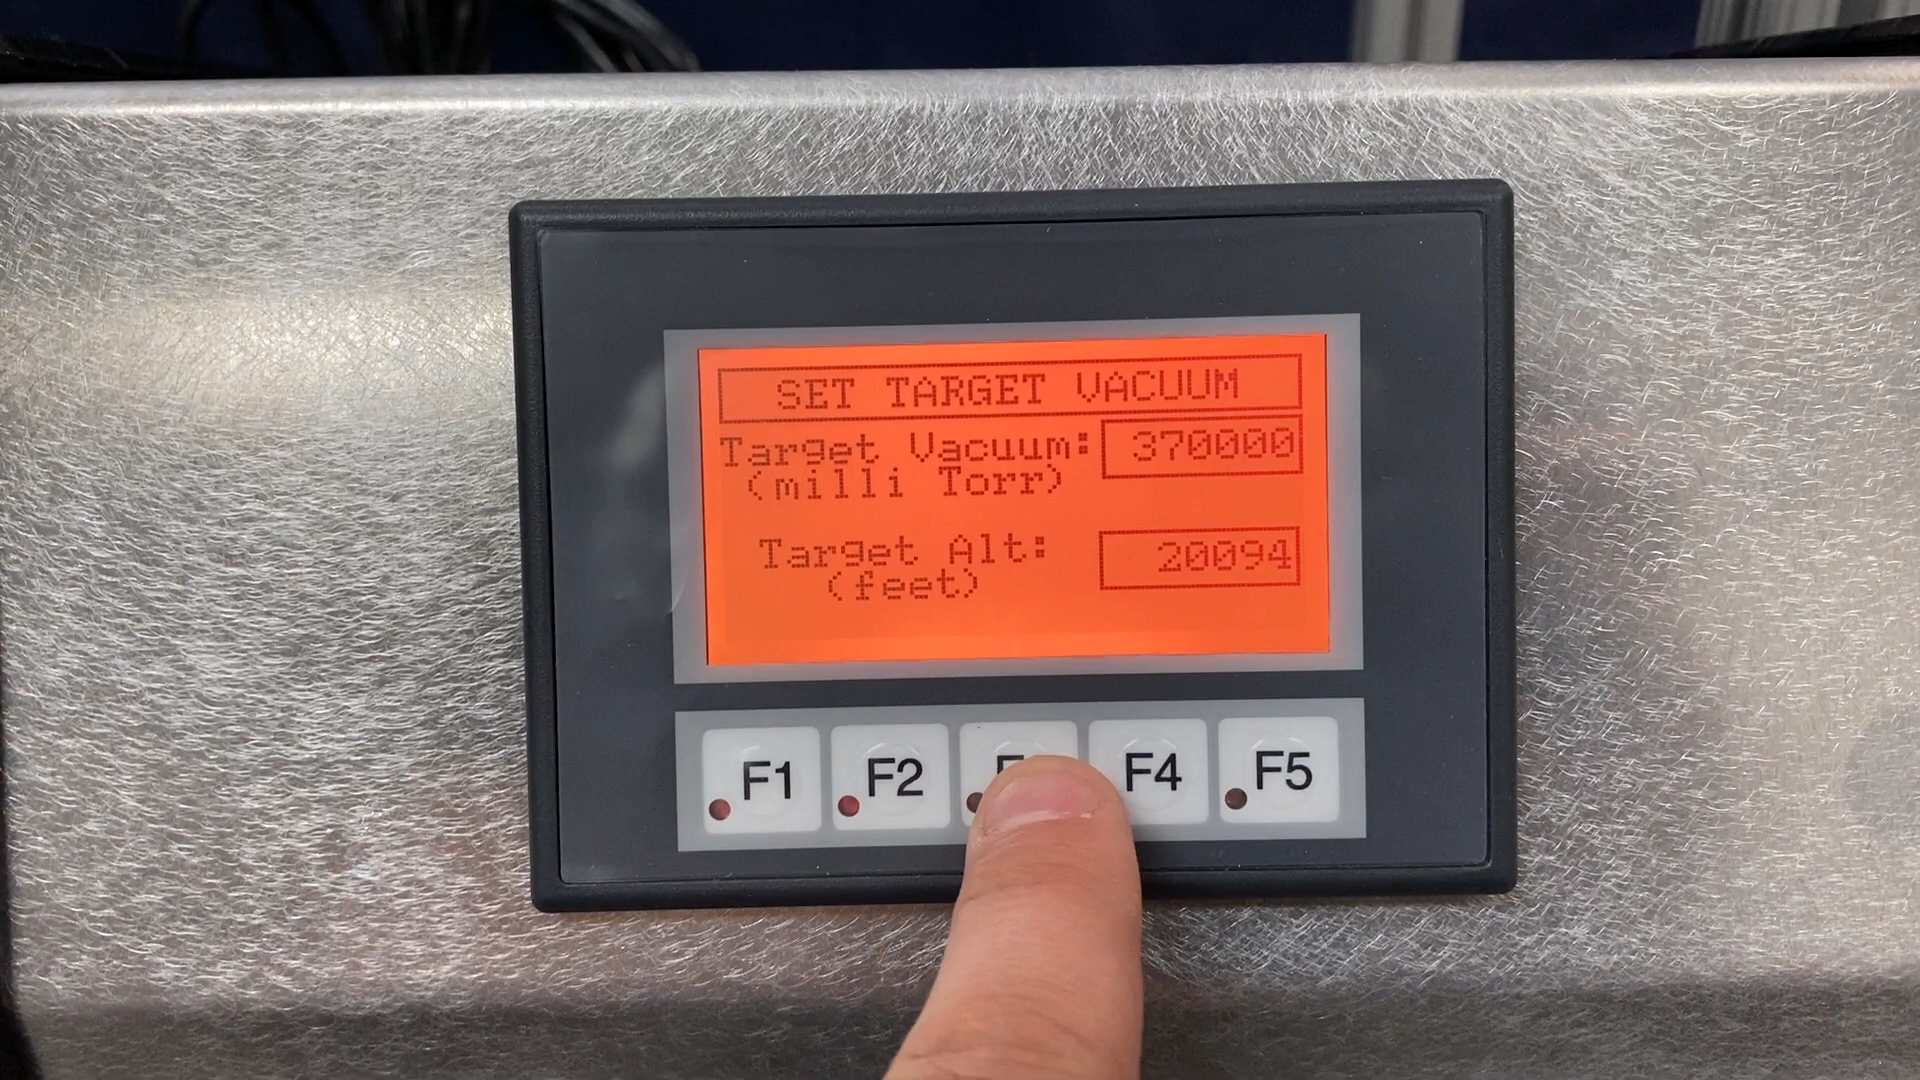 SET TARGET VACUUM
Target Vacuum: 370000
(milli Torr)
Target Alt: 20094
(feet)
F1 F2 F4 F5